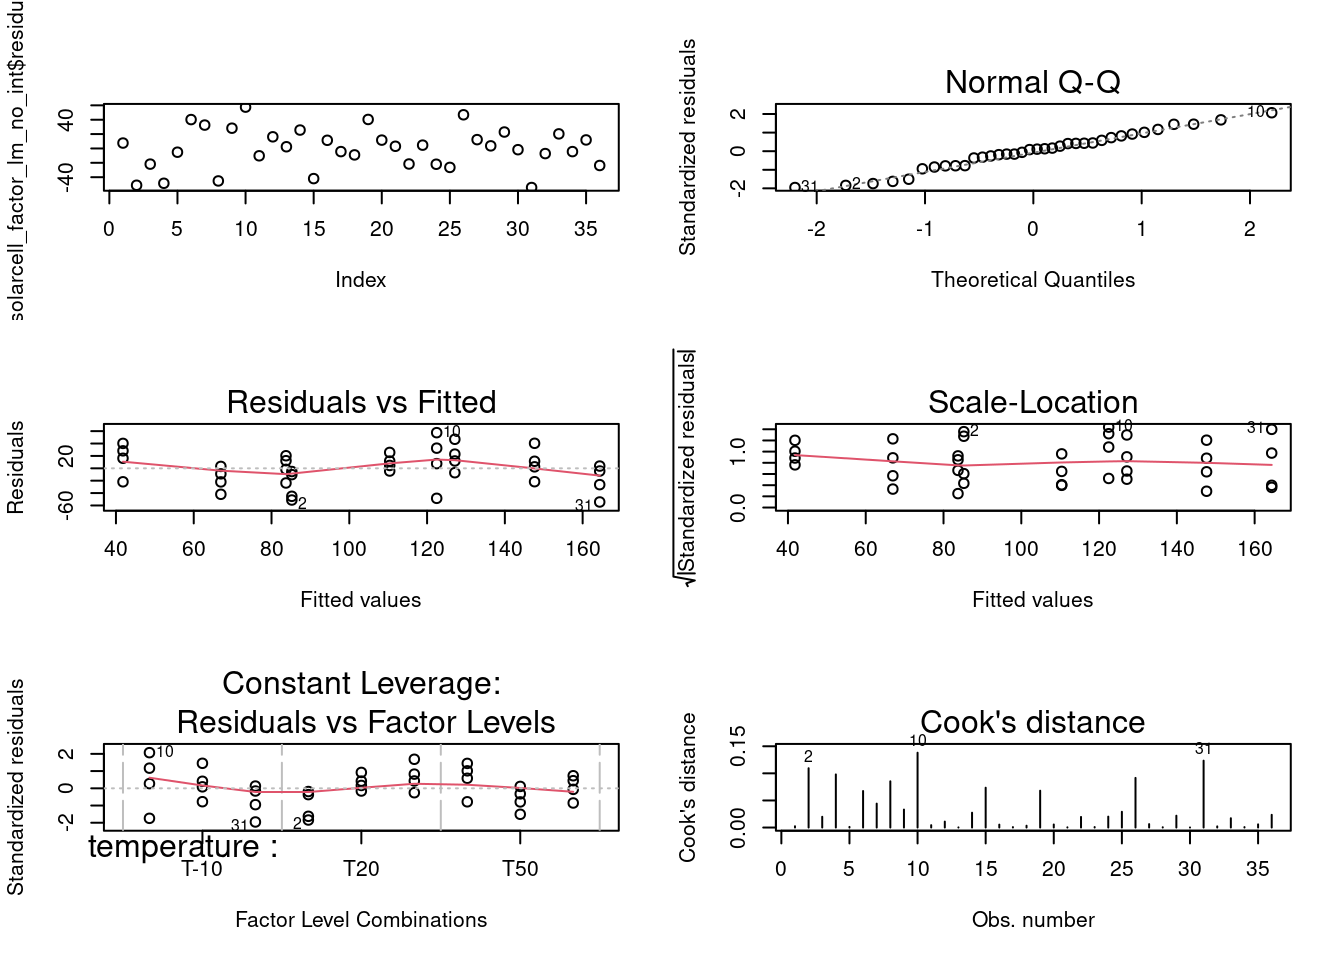 solarcell_factor_lm_no_int$residu
40
-40
0 5 10 15 20 25 30 35
Index
Normal Q-Q
Standardized residuals
2
0
-2
10
31
2
-2 -1 0 1 2
Theoretical Quantiles
Residuals vs Fitted
Residuals
20
-60
10
2
31
40 60 80 100 120 140 160
Fitted values
Scale-Location
√|Standardized residuals|
1.0
0.0
2
10
31
40 60 80 100 120 140 160
Fitted values
Constant Leverage:
Residuals vs Factor Levels
Standardized residuals
2
0
-2
10
31
2
temperature :
T-10 T20 T50
Factor Level Combinations
Cook's distance
Cook's distance
0.15
0.00
2
10
31
0 5 10 15 20 25 30 35
Obs. number